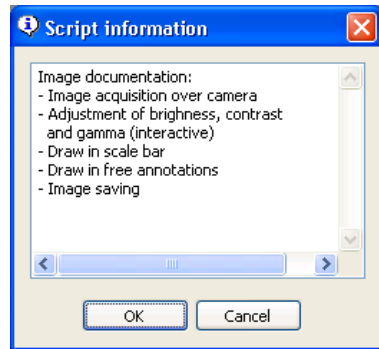 Script information
Image documentation:
- Image acquisition over camera
- Adjustment of brighness, contrast
and gamma (interactive)
- Draw in scale bar
- Draw in free annotations
- Image saving
OK Cancel